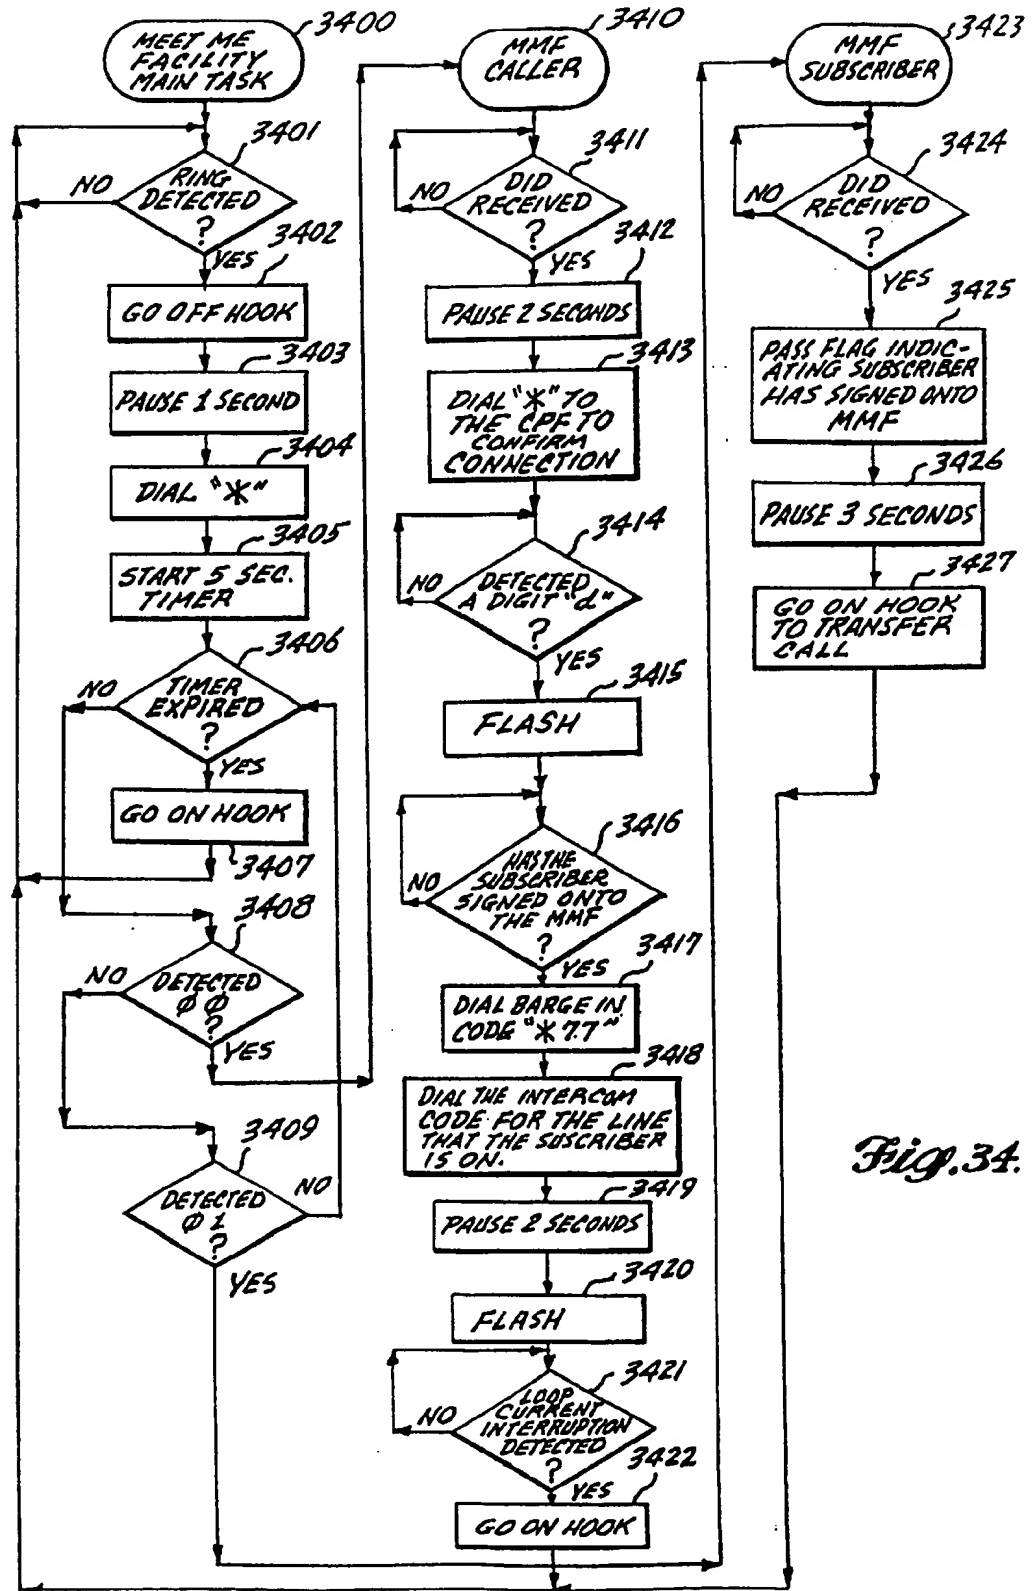 3400
MEET ME
FACILITY
MAIN TASK
3401
RING
DETECTED
?
NO
YES
3402
GO OFF HOOK
3403
PAUSE 1 SECOND
3404
DIAL "*"
3405
START 5 SEC.
TIMER
3406
TIMER
EXPIRED
?
NO
YES
GO ON HOOK
3407
3408
DETECTED
ØØ
?
NO
YES
3409
DETECTED
Ø1
?
NO
YES
3410
MMF
CALLER
3411
DID
RECEIVED
?
NO
YES
3412
PAUSE 2 SECONDS
3413
DIAL "*" TO
THE CPF TO
CONFIRM
CONNECTION
3414
DETECTED
A DIGIT "d"
?
NO
YES
3415
FLASH
3416
HAS THE
SUBSCRIBER
SIGNED ONTO
THE MMF
?
NO
YES
3417
DIAL BARGE IN
CODE "*77"
3418
DIAL THE INTERCOM
CODE FOR THE LINE
THAT THE SUSCRIBER
IS ON.
3419
PAUSE 2 SECONDS
3420
FLASH
3421
LOOP
CURRENT
INTERRUPTION
DETECTED
?
NO
YES
3422
GO ON HOOK
3423
MMF
SUBSCRIBER
3424
DID
RECEIVED
?
NO
YES
3425
PASS FLAG INDIC-
ATING SUBSCRIBER
HAS SIGNED ONTO
MMF
3426
PAUSE 3 SECONDS
3427
GO ON HOOK
TO TRANSFER
CALL
Fig. 34.